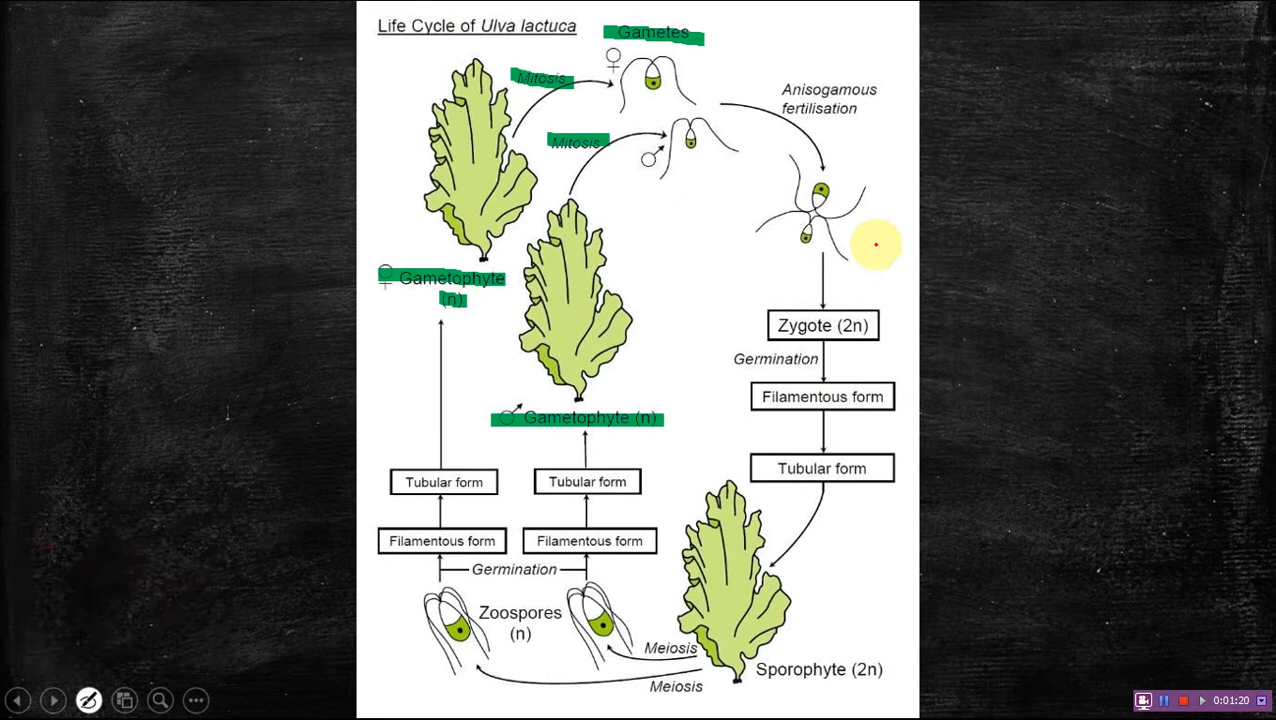 Life Cycle of Ulva lactuca
Gametes
♀
Mitosis
Anisogamous
fertilisation
Mitosis
♂
♀ Gametophyte
(n)
Zygote (2n)
Germination
Filamentous form
♂ Gametophyte (n)
Tubular form
Tubular form
Tubular form
Filamentous form
Filamentous form
Germination
Zoospores
(n)
Meiosis
Sporophyte (2n)
Meiosis
0:01:20